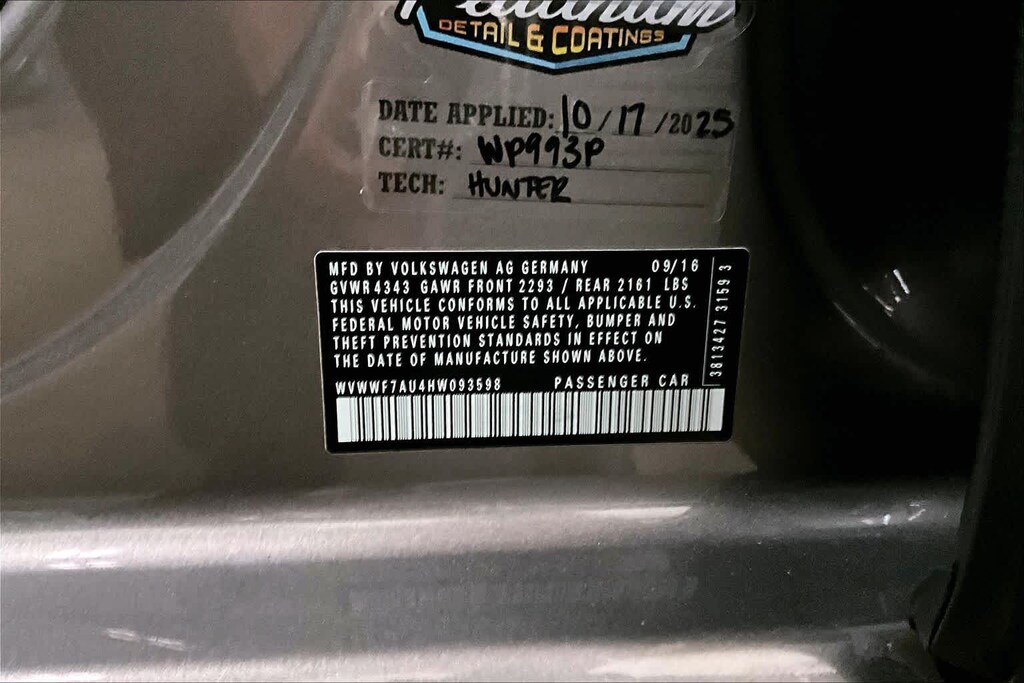 Platinum
DETAIL & COATINGS
DATE APPLIED: 10/17/2025
CERT#: WP993P
TECH: HUNTER
MFD BY VOLKSWAGEN AG GERMANY 09/16
GVWR 4343 GAWR FRONT 2293 / REAR 2161 LBS
THIS VEHICLE CONFORMS TO ALL APPLICABLE U.S.
FEDERAL MOTOR VEHICLE SAFETY, BUMPER AND
THEFT PREVENTION STANDARDS IN EFFECT ON
THE DATE OF MANUFACTURE SHOWN ABOVE.
WVWWF7AU4HW093598 PASSENGER CAR
3813427 3159 3